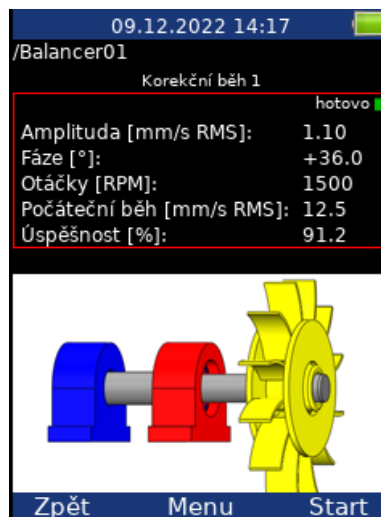 09.12.2022 14:17
/Balancer01
Korekční běh 1
hotovo
Amplituda [mm/s RMS]: 1.10
Fáze [°]: +36.0
Otáčky [RPM]: 1500
Počáteční běh [mm/s RMS]: 12.5
Úspěšnost [%]: 91.2
Zpět Menu Start